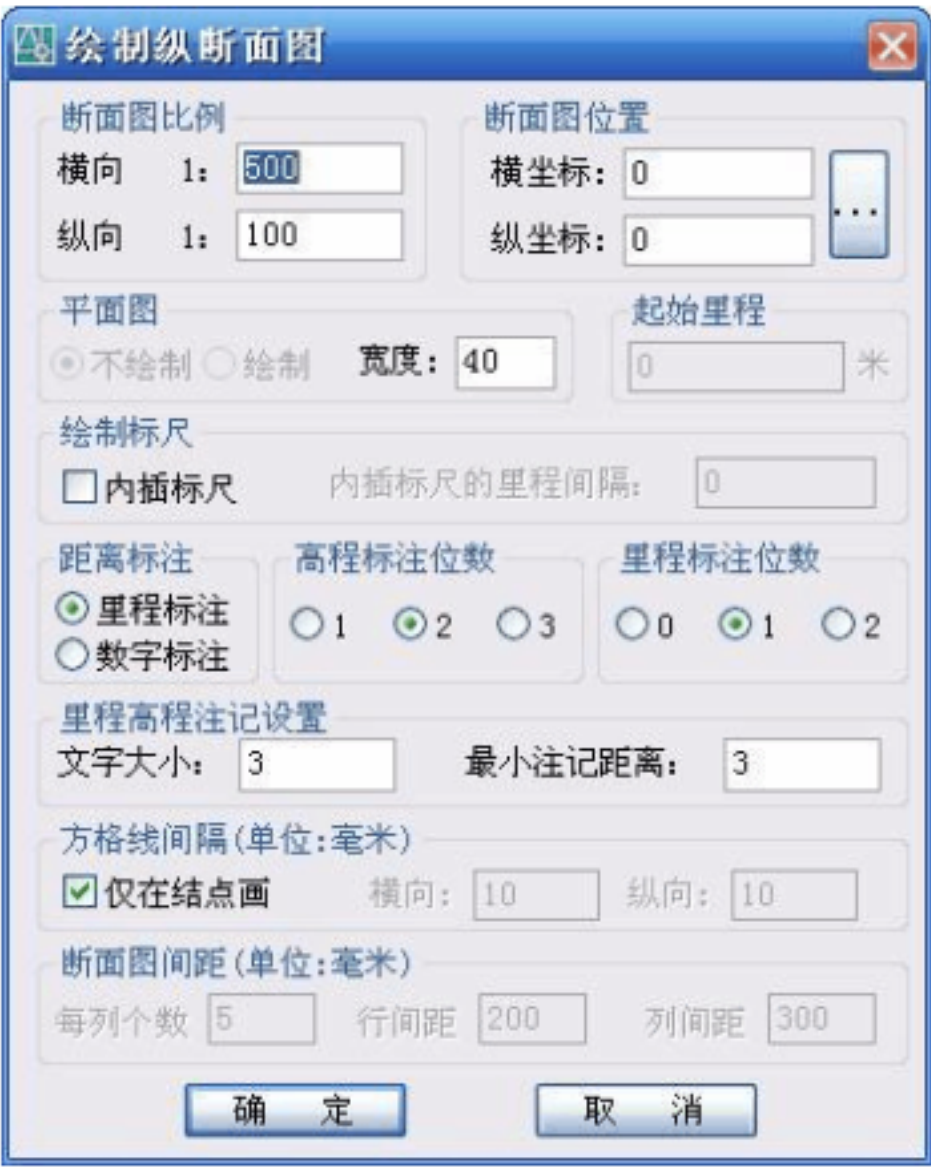 绘制纵断面图
断面图比例 断面图位置
横向 1: 500 横坐标: 0 ...
纵向 1: 100 纵坐标: 0
平面图 起始里程
不绘制 绘制 宽度: 40 0 米
绘制标尺
内插标尺 内插标尺的里程间隔: 0
距离标注 高程标注位数 里程标注位数
里程标注 1 2 3 0 1 2
数字标注
里程高程注记设置
文字大小: 3 最小注记距离: 3
方格线间隔(单位:毫米)
仅在结点画 横向: 10 纵向: 10
断面图间距(单位:毫米)
每列个数 5 行间距 200 列间距 300
确 定 取 消